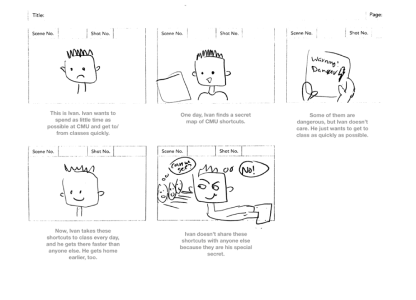 Title:
Page:
Scene No.
Shot No.
Scene No.
Shot No.
Scene No.
Shot No.
Warning!
Danger
This is Ivan. Ivan wants to
spend as little time as
possible at CMU and get to/
from classes quickly.
One day, Ivan finds a secret
map of CMU shortcuts.
Some of them are
dangerous, but Ivan doesn't
care. He just wants to get to
class as quickly as possible.
Scene No.
Shot No.
Scene No.
Shot No.
No!
Now, Ivan takes these
shortcuts to class every day,
and he gets there faster than
anyone else. He gets home
earlier, too.
Ivan doesn't share these
shortcuts with anyone else
because they are his special
secret.